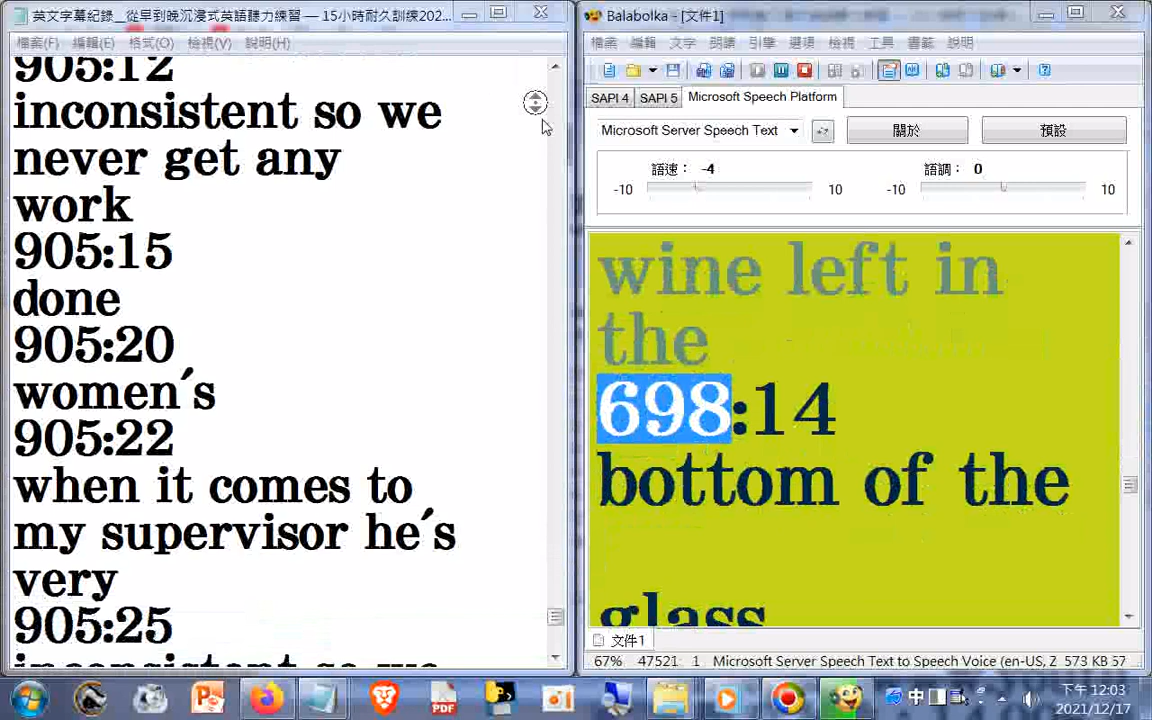 英文字幕紀錄__從早到晚沉浸式英語聽力練習 — 15小時耐久訓練202...
檔案(F) 編輯(E) 格式(O) 檢視(V) 說明(H)
905:12
inconsistent so we
never get any
work
905:15
done
905:20
women's
905:22
when it comes to
my supervisor he's
very
905:25
inconsistent so we
Balabolka - [文件1]
檔案 編輯 文字 朗讀 引擎 選項 檢視 工具 書籤 說明
SAPI 4 SAPI 5 Microsoft Speech Platform
Microsoft Server Speech Text 關於 預設
語速： -4 語調： 0
-10 10 -10 10
wine left in
the
698:14
bottom of the
glass
文件1
67% 47521: 1 Microsoft Server Speech Text to Speech Voice (en-US, Z 573 KB 57
PDF 中 下午 12:03
2021/12/17